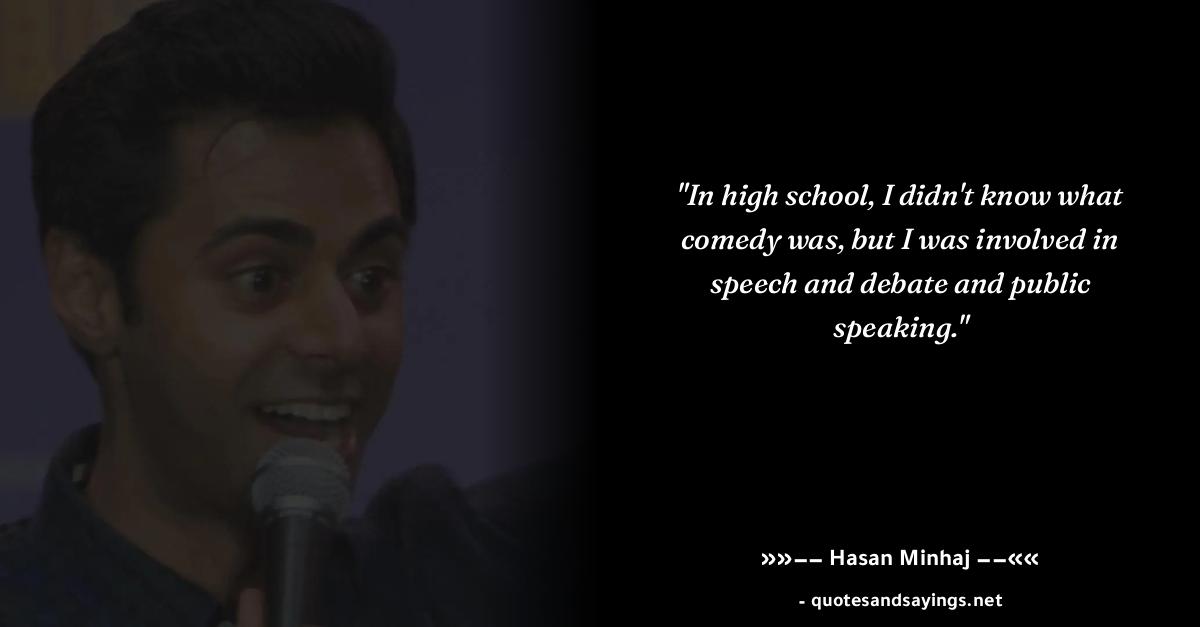 "In high school, I didn't know what
comedy was, but I was involved in
speech and debate and public
speaking."
»»–– Hasan Minhaj ––««
- quotesandsayings.net